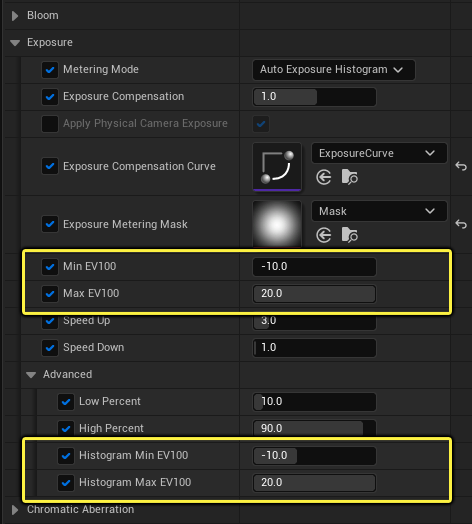 Bloom
Exposure
Metering Mode Auto Exposure Histogram
Exposure Compensation 1.0
Apply Physical Camera Exposure
Exposure Compensation Curve ExposureCurve
Exposure Metering Mask Mask
Min EV100 -10.0
Max EV100 20.0
Speed Up 3.0
Speed Down 1.0
Advanced
Low Percent 10.0
High Percent 90.0
Histogram Min EV100 -10.0
Histogram Max EV100 20.0
Chromatic Aberration